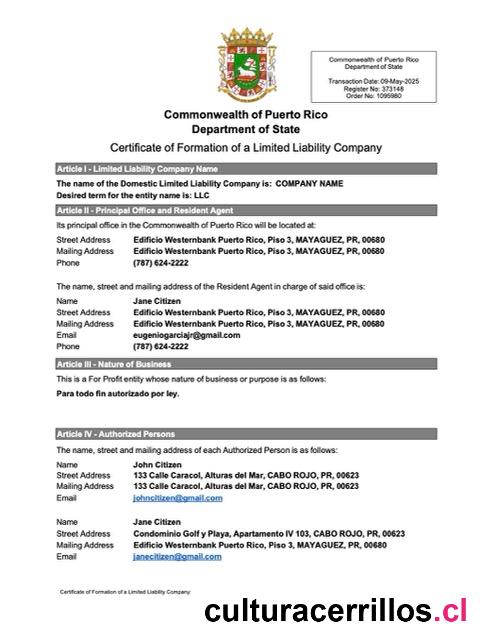 Commonwealth of Puerto Rico
Department of State
Transaction Date: 09-May-2025
Register No: 373148
Order No: 1095980
Commonwealth of Puerto Rico
Department of State
Certificate of Formation of a Limited Liability Company
Article I - Limited Liability Company Name
The name of the Domestic Limited Liability Company is: COMPANY NAME
Desired term for the entity name is: LLC
Article II - Principal Office and Resident Agent
Its principal office in the Commonwealth of Puerto Rico will be located at:
Street Address Edificio Westernbank Puerto Rico, Piso 3, MAYAGUEZ, PR, 00680
Mailing Address Edificio Westernbank Puerto Rico, Piso 3, MAYAGUEZ, PR, 00680
Phone (787) 624-2222
The name, street and mailing address of the Resident Agent in charge of said office is:
Name Jane Citizen
Street Address Edificio Westernbank Puerto Rico, Piso 3, MAYAGUEZ, PR, 00680
Mailing Address Edificio Westernbank Puerto Rico, Piso 3, MAYAGUEZ, PR, 00680
Email eugeniogarciajr@gmail.com
Phone (787) 624-2222
Article III - Nature of Business
This is a For Profit entity whose nature of business or purpose is as follows:
Para todo fin autorizado por ley.
Article IV - Authorized Persons
The name, street and mailing address of each Authorized Person is as follows:
Name John Citizen
Street Address 133 Calle Caracol, Alturas del Mar, CABO ROJO, PR, 00623
Mailing Address 133 Calle Caracol, Alturas del Mar, CABO ROJO, PR, 00623
Email johncitizen@gmail.com
Name Jane Citizen
Street Address Condominio Golf y Playa, Apartamento IV 103, CABO ROJO, PR, 00623
Mailing Address Edificio Westernbank Puerto Rico, Piso 3, MAYAGUEZ, PR, 00680
Email janecitizen@gmail.com
Certificate of Formation of a Limited Liability Company
culturacerrillos.cl